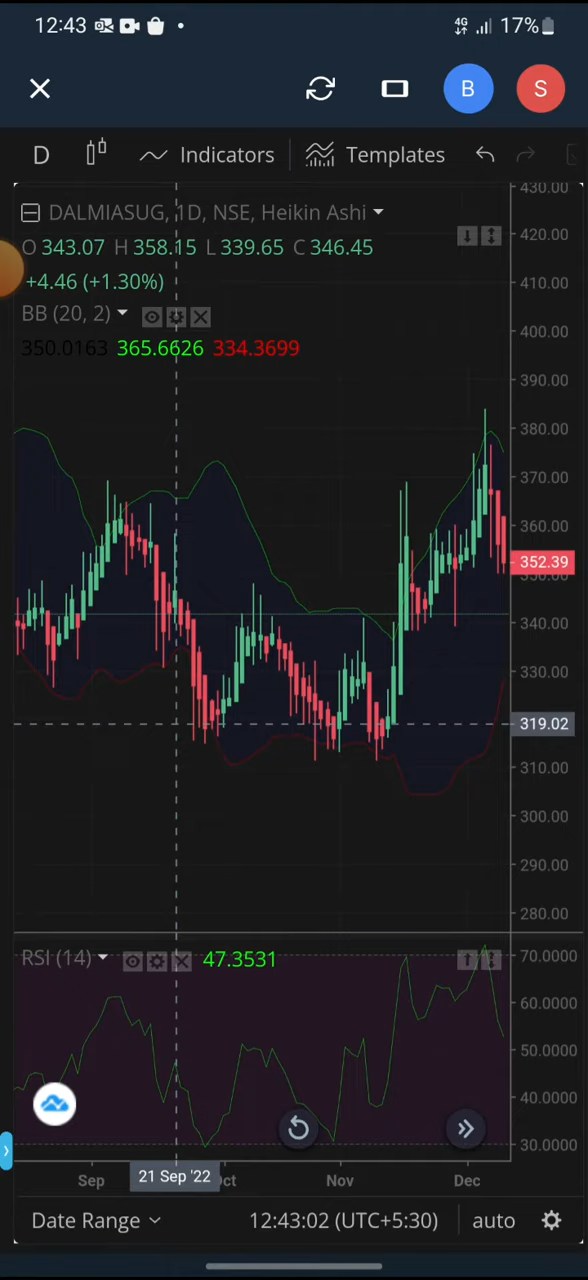 12:43 4G 17%
B S
D Indicators Templates
430.00
DALMIASUG, 1D, NSE, Heikin Ashi
420.00
O 343.07 H 358.15 L 339.65 C 346.45
+4.46 (+1.30%)
410.00
BB (20, 2)
400.00
350.0163 365.6626 334.3699
390.00
380.00
370.00
360.00
352.39
350.00
340.00
330.00
319.02
310.00
300.00
290.00
280.00
RSI (14) 47.3531
70.0000
60.0000
50.0000
40.0000
30.0000
Sep 21 Sep '22 Oct Nov Dec
Date Range 12:43:02 (UTC+5:30) auto